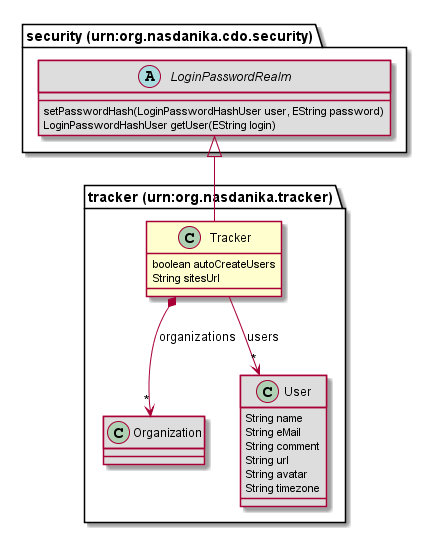 security (urn:org.nasdanika.cdo.security)
A LoginPasswordRealm
setPasswordHash(LoginPasswordHashUser user, EString password)
LoginPasswordHashUser getUser(EString login)
tracker (urn:org.nasdanika.tracker)
C Tracker
boolean autoCreateUsers
String sitesUrl
organizations users
*
*
C User
String name
String eMail
C Organization
String comment
String url
String avatar
String timezone